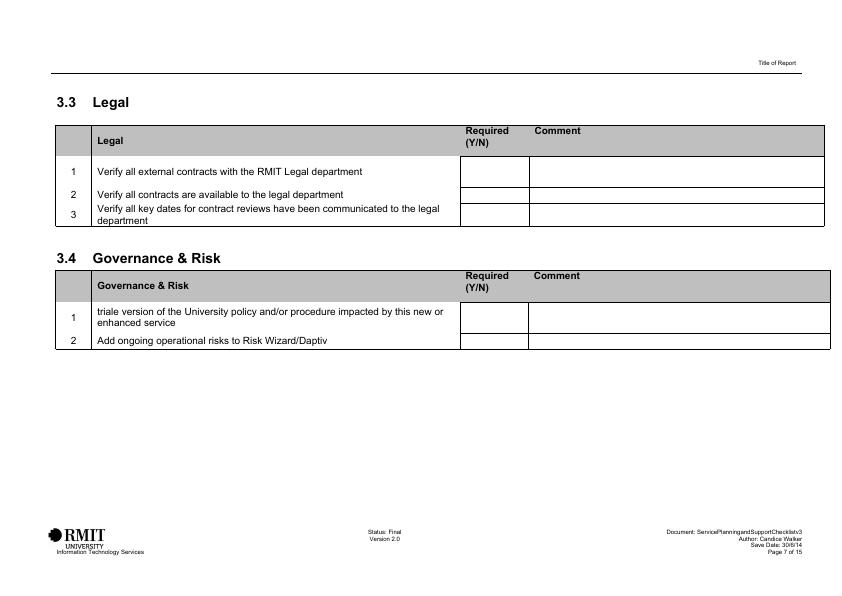 Title of Report
3.3 Legal
Legal Required Comment
(Y/N)
1 Verify all external contracts with the RMIT Legal department
2 Verify all contracts are available to the legal department
3 Verify all key dates for contract reviews have been communicated to the legal
department
3.4 Governance & Risk
Governance & Risk Required Comment
(Y/N)
1 triale version of the University policy and/or procedure impacted by this new or
enhanced service
2 Add ongoing operational risks to Risk Wizard/Daptiv
RMIT
UNIVERSITY
Information Technology Services
Status: Final
Version 2.0
Document: ServicePlanningandSupportChecklistv3
Author: Candice Walker
Save Date: 30/6/14
Page 7 of 15